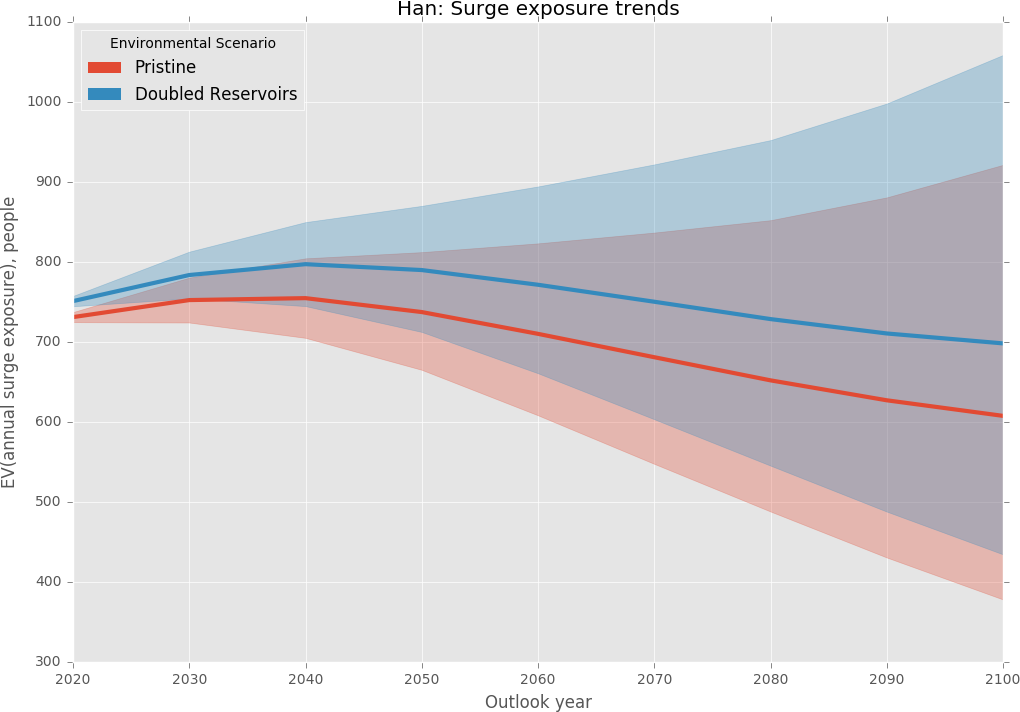 Han: Surge exposure trends
Environmental Scenario
Pristine
Doubled Reservoirs
EV(annual surge exposure), people
1100
1000
900
800
700
600
500
400
300
2020 2030 2040 2050 2060 2070 2080 2090 2100
Outlook year